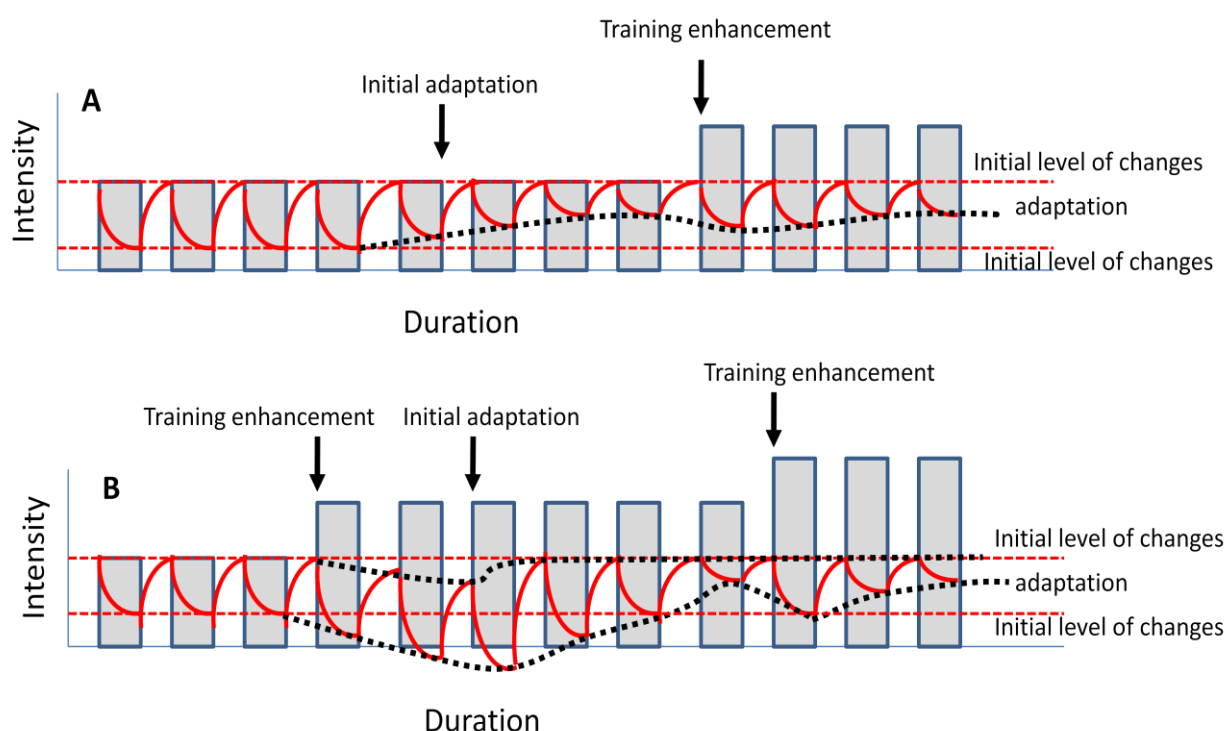 Training enhancement
Initial adaptation
A
Initial level of changes
Intensity
adaptation
Initial level of changes
Duration
Training enhancement
Training enhancement
Initial adaptation
B
Initial level of changes
Intensity
adaptation
Initial level of changes
Duration